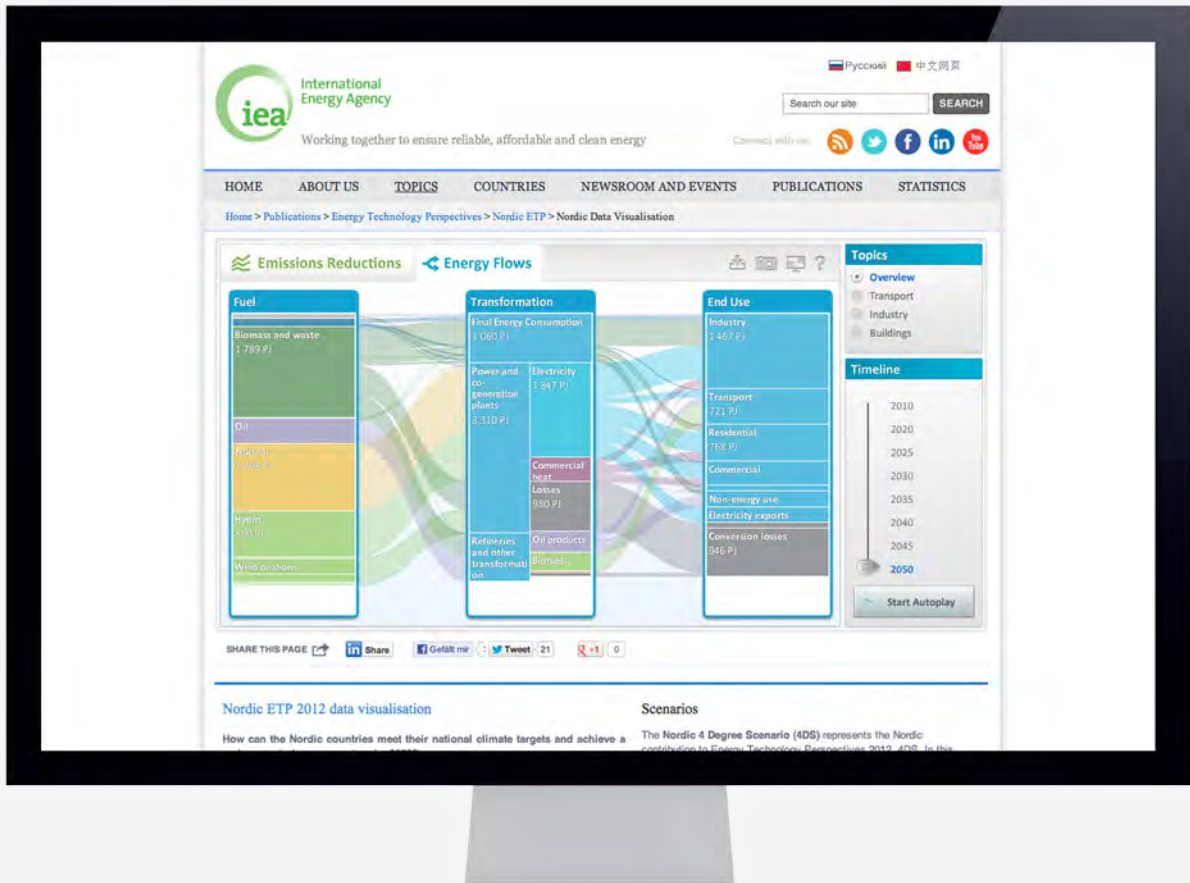 Русский 中文网页
iea
International
Energy Agency
Search our site SEARCH
Working together to ensure reliable, affordable and clean energy
Connect with us:
You
Tube
HOME ABOUT US TOPICS COUNTRIES NEWSROOM AND EVENTS PUBLICATIONS STATISTICS
Home > Publications > Energy Technology Perspectives > Nordic ETP > Nordic Data Visualisation
Emissions Reductions Energy Flows ?
Topics
Overview
Transport
Industry
Buildings
Fuel
Biomass and waste
1 789 PJ
Oil
Nuclear
Hydro
Wind onshore
Transformation
Final Energy Consumption
1 060 PJ
Power and
co-
generation
plants
3 310 PJ
Electricity
1 847 PJ
Commercial
heat
Losses
980 PJ
Refineries
and other
transformati
on
Oil products
Biofuels
End Use
Industry
1 467 PJ
Transport
721 PJ
Residential
768 PJ
Commercial
Non-energy use
Electricity exports
Conversion losses
946 PJ
Timeline
2010
2020
2025
2030
2035
2040
2045
2050
Start Autoplay
SHARE THIS PAGE in Share Gefällt mir Tweet 21 +1 0
Nordic ETP 2012 data visualisation
How can the Nordic countries meet their national climate targets and achieve a
Scenarios
The Nordic 4 Degree Scenario (4DS) represents the Nordic
contribution to Energy Technology Perspectives 2012, 4DS. In this